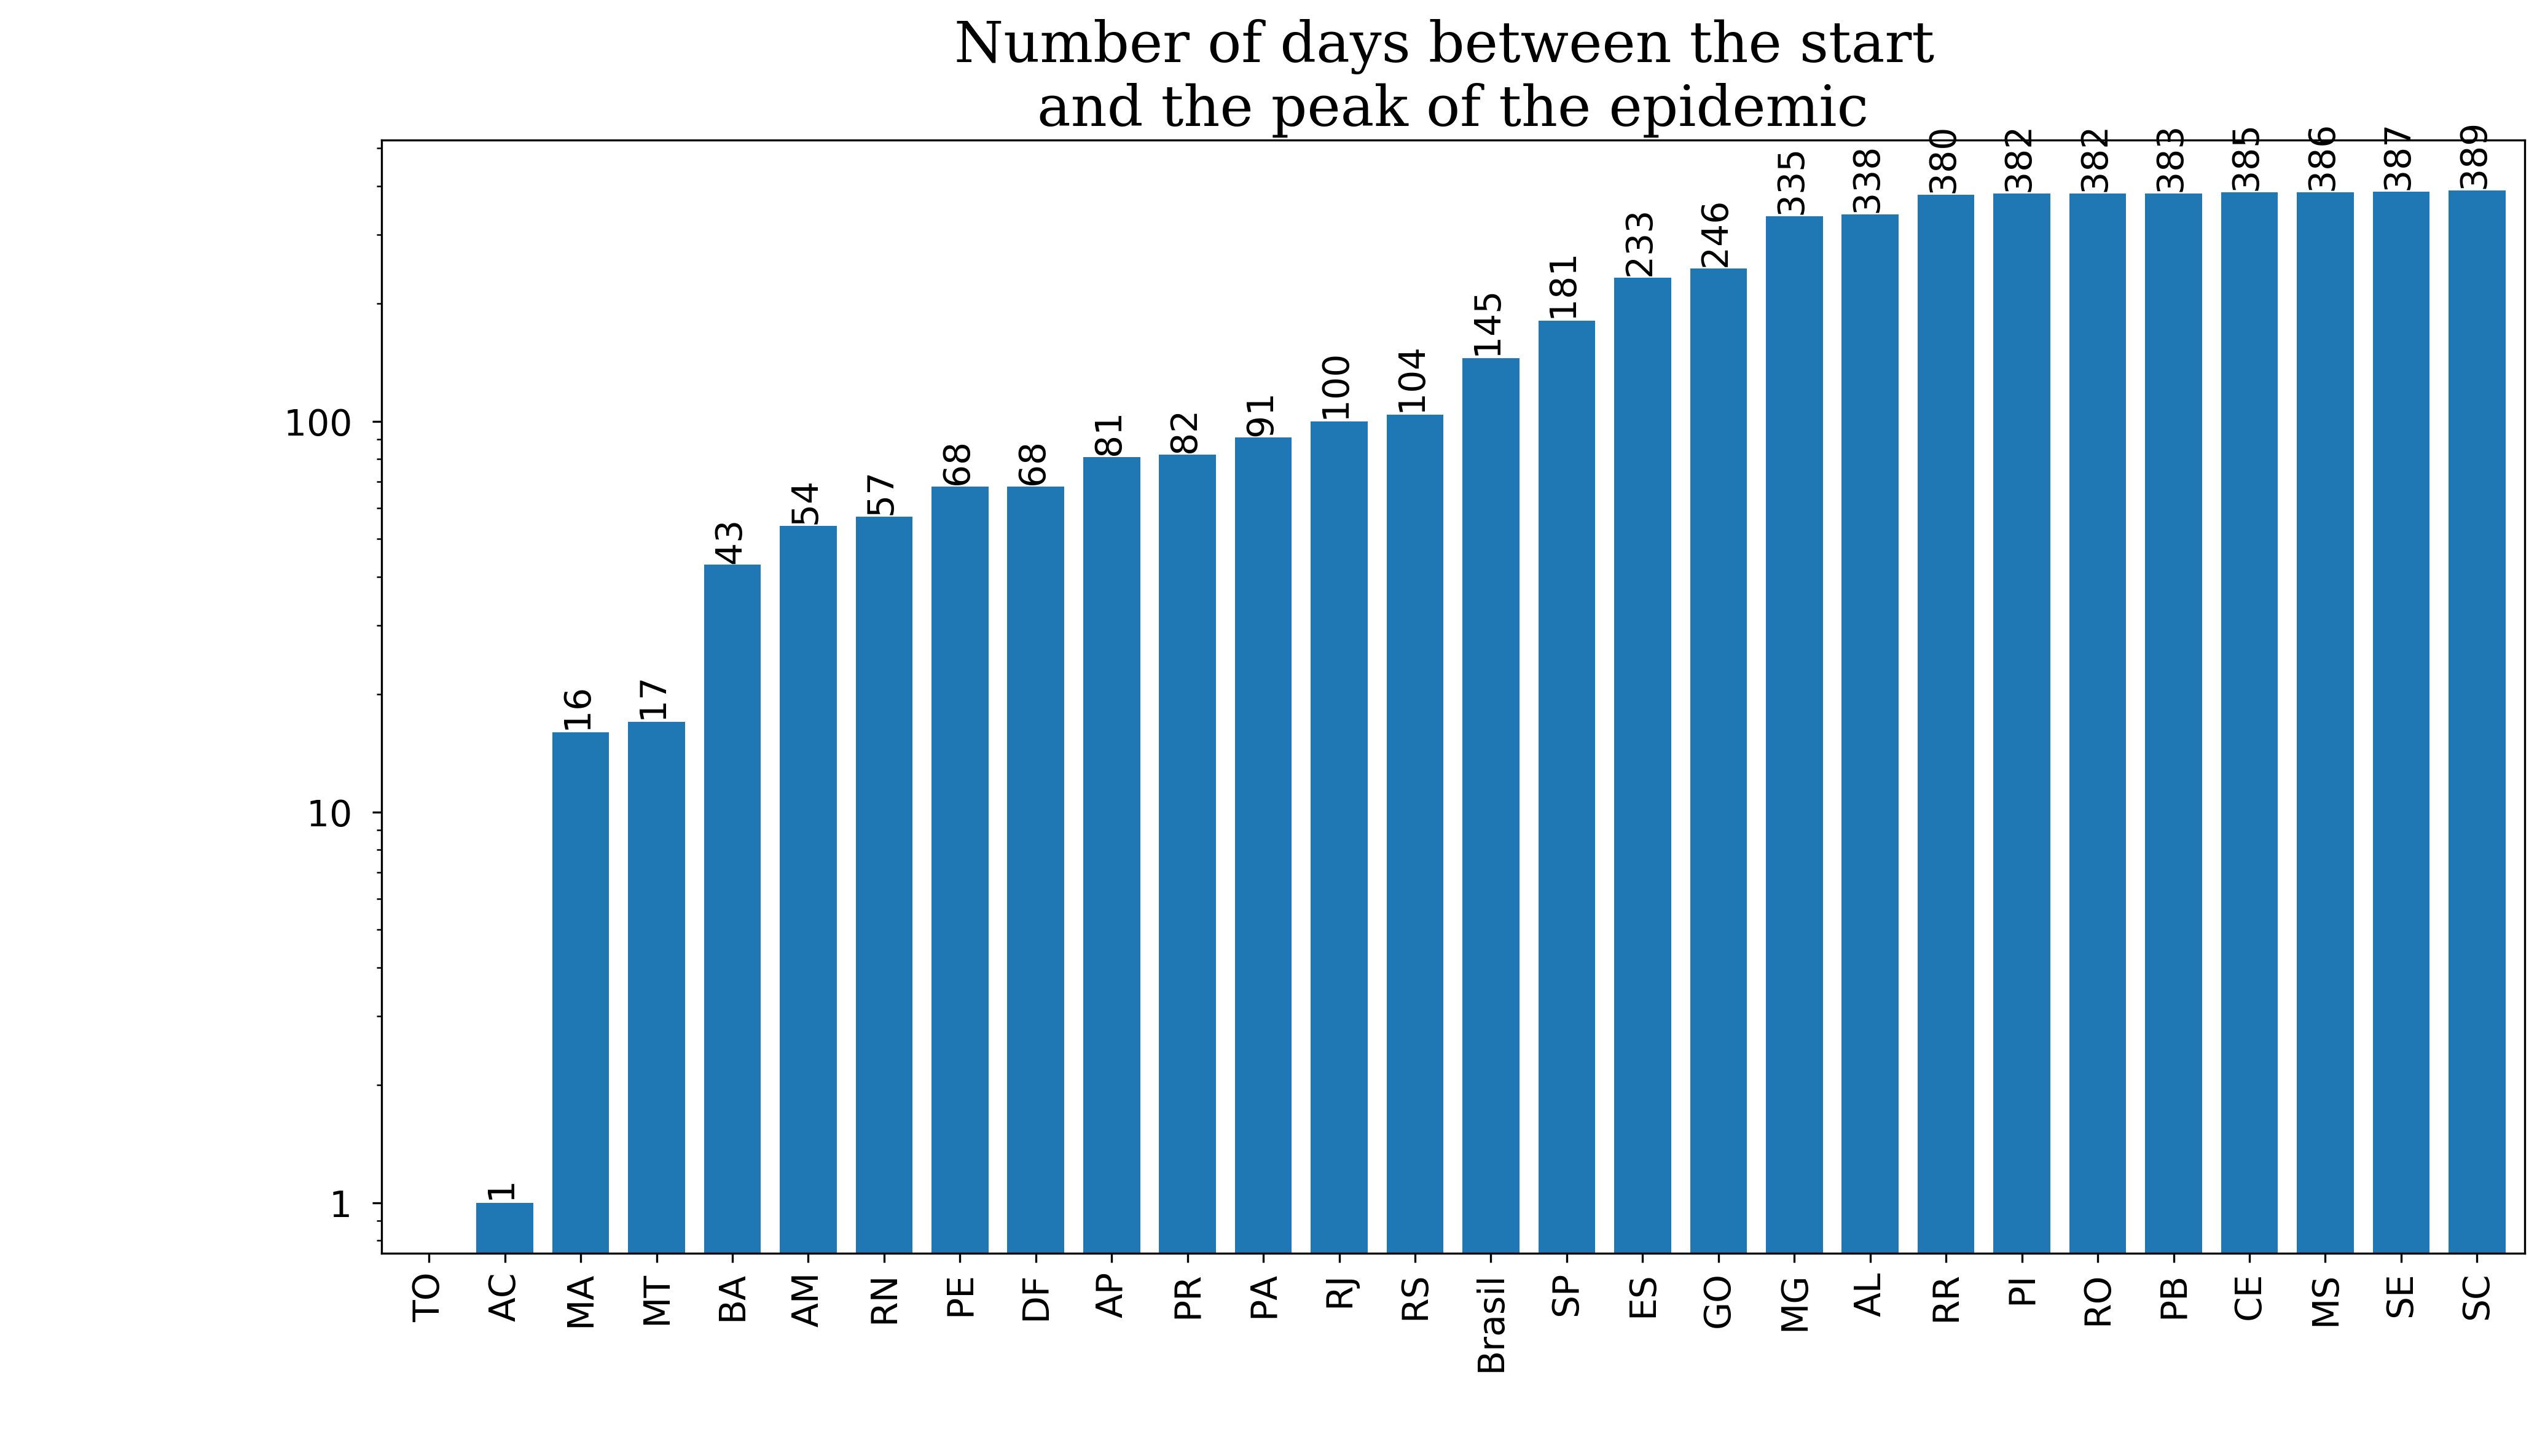 Number of days between the start
and the peak of the epidemic
100
10
1
1
16
17
43
54
57
68
68
81
82
91
100
104
145
181
233
246
335
338
380
382
382
383
385
386
387
389
TO
AC
MA
MT
BA
AM
RN
PE
DF
AP
PR
PA
RJ
RS
Brasil
SP
ES
GO
MG
AL
RR
PI
RO
PB
CE
MS
SE
SC